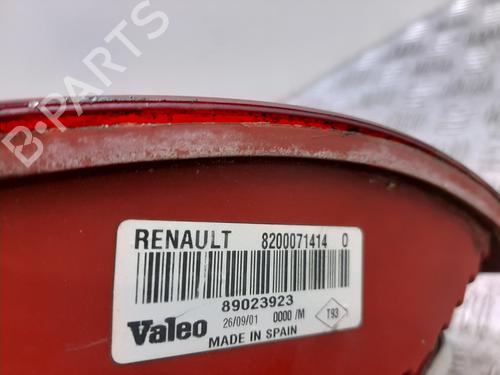 B-PARTS
RENAULT 8200071414 0
89023923
Valeo 26/09/01 0000 /M T93
MADE IN SPAIN